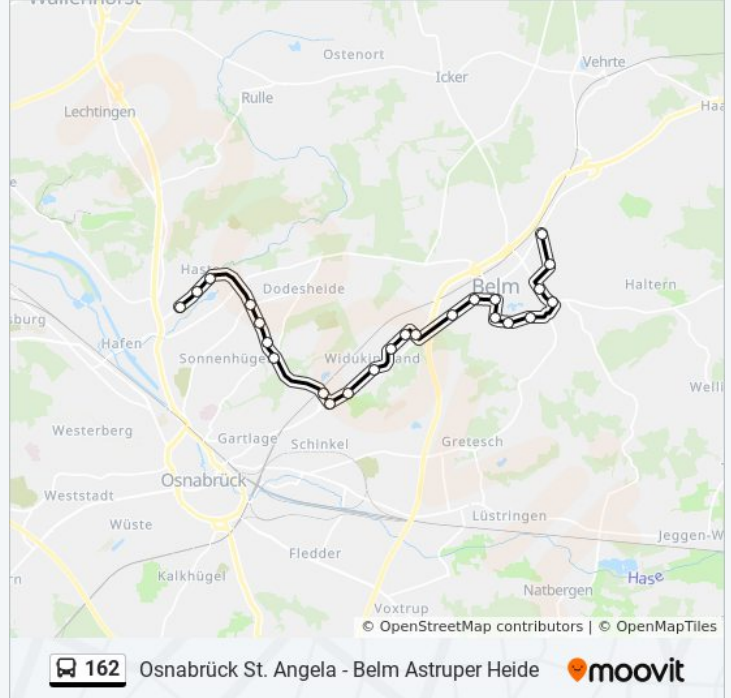 Wallenhorst
Ostenort
Vehrte
Icker
Rulle
Lechtingen
Haa
e
Haste
Dodesheide
Belm
Haltern
sburg
Hafen
Sonnenhügel
Widukindland
Welli
Westerberg
Gartlage
Schinkel
Gretesch
Osnabrück
Weststadt
Wüste
Lüstringen
Jeggen-W
Fledder
Kalkhügel
Hase
rn
Natbergen
Voxtrup
© OpenStreetMap contributors | © OpenMapTiles
162 Osnabrück St. Angela - Belm Astruper Heide moovit